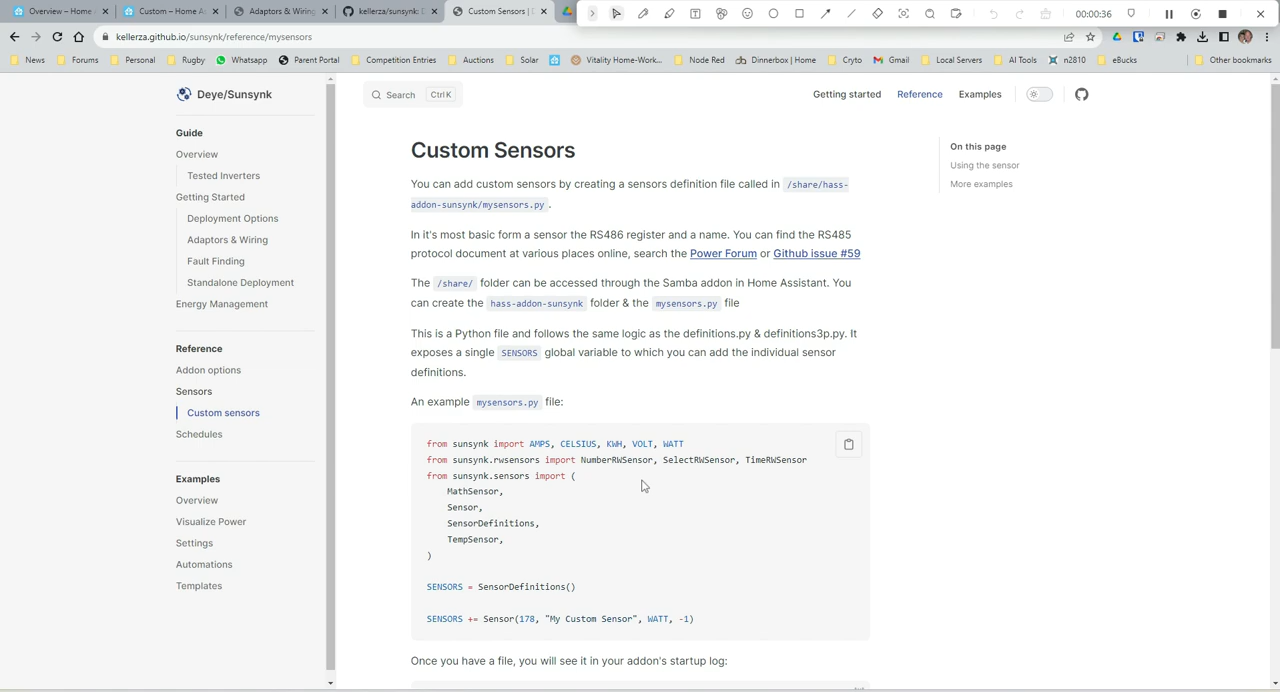 Overview – Home A
Custom – Home As
Adaptors & Wiring
kellerza/sunsynk: D
Custom Sensors | D
00:00:36
kellerza.github.io/sunsynk/reference/mysensors
News
Forums
Personal
Rugby
Whatsapp
Parent Portal
Competition Entries
Auctions
Solar
Vitality Home-Work...
Node Red
Dinnerbox | Home
Cryto
Gmail
Local Servers
AI Tools
n2810
eBucks
Other bookmarks
Deye/Sunsynk
Search
Ctrl K
Getting started
Reference
Examples
Guide
Overview
Tested Inverters
Getting Started
Deployment Options
Adaptors & Wiring
Fault Finding
Standalone Deployment
Energy Management
Reference
Addon options
Sensors
Custom sensors
Schedules
Examples
Overview
Visualize Power
Settings
Automations
Templates
Custom Sensors
You can add custom sensors by creating a sensors definition file called in /share/hass-
addon-sunsynk/mysensors.py.
In it's most basic form a sensor the RS486 register and a name. You can find the RS485
protocol document at various places online, search the Power Forum or Github issue #59
The /share/ folder can be accessed through the Samba addon in Home Assistant. You
can create the hass-addon-sunsynk folder & the mysensors.py file
This is a Python file and follows the same logic as the definitions.py & definitions3p.py. It
exposes a single SENSORS global variable to which you can add the individual sensor
definitions.
An example mysensors.py file:
from sunsynk import AMPS, CELSIUS, KWH, VOLT, WATT
from sunsynk.rwsensors import NumberRWSensor, SelectRWSensor, TimeRWSensor
from sunsynk.sensors import (
MathSensor,
Sensor,
SensorDefinitions,
TempSensor,
)
SENSORS = SensorDefinitions()
SENSORS += Sensor(178, "My Custom Sensor", WATT, -1)
Once you have a file, you will see it in your addon's startup log:
On this page
Using the sensor
More examples